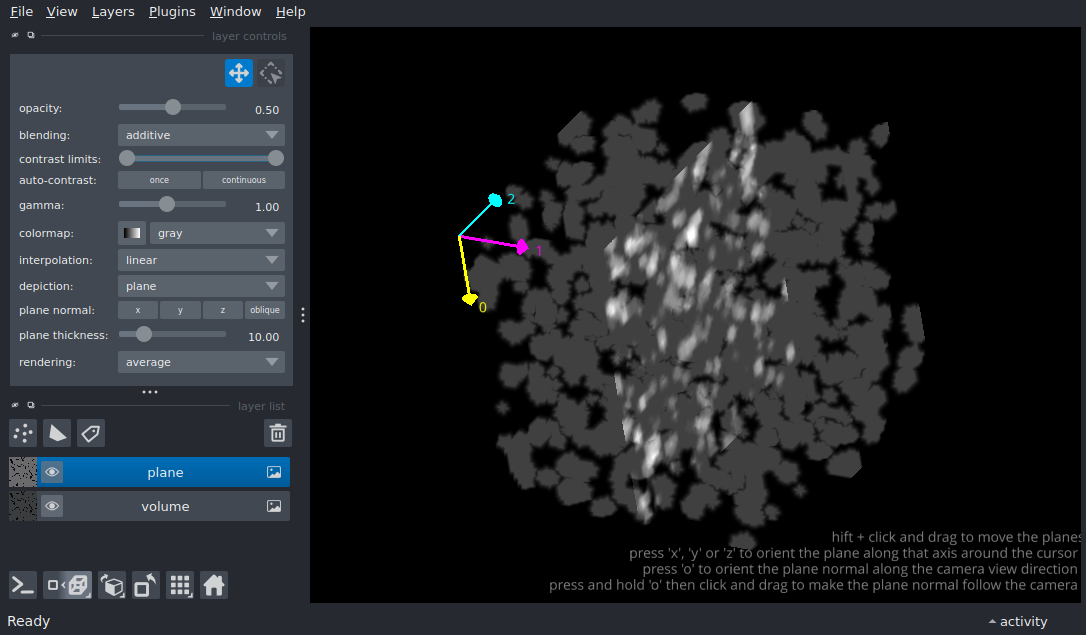 File View Layers Plugins Window Help
layer controls
opacity: 0.50
blending: additive
contrast limits:
auto-contrast: once continuous
gamma: 1.00
colormap: gray
interpolation: linear
depiction: plane
plane normal: x y z oblique
plane thickness: 10.00
rendering: average
layer list
plane
volume
2
1
0
hift + click and drag to move the planes
press 'x', 'y' or 'z' to orient the plane along that axis around the cursor
press 'o' to orient the plane normal along the camera view direction
press and hold 'o' then click and drag to make the plane normal follow the camera
Ready
activity